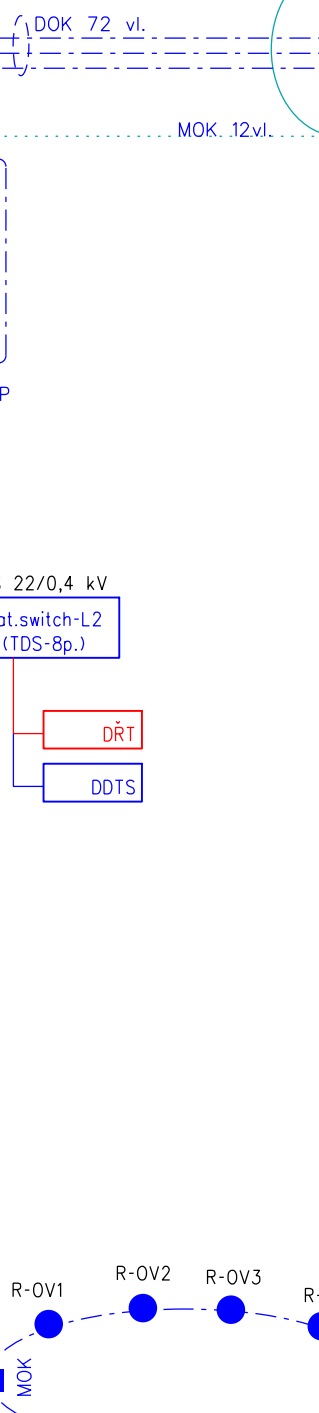 DOK 72 vl.
MOK 12vl.
P
22/0,4 kV
at.switch-L2
(TDS-8p.)
DŘT
DDTS
R-OV1
R-OV2
R-OV3
R-
MOK